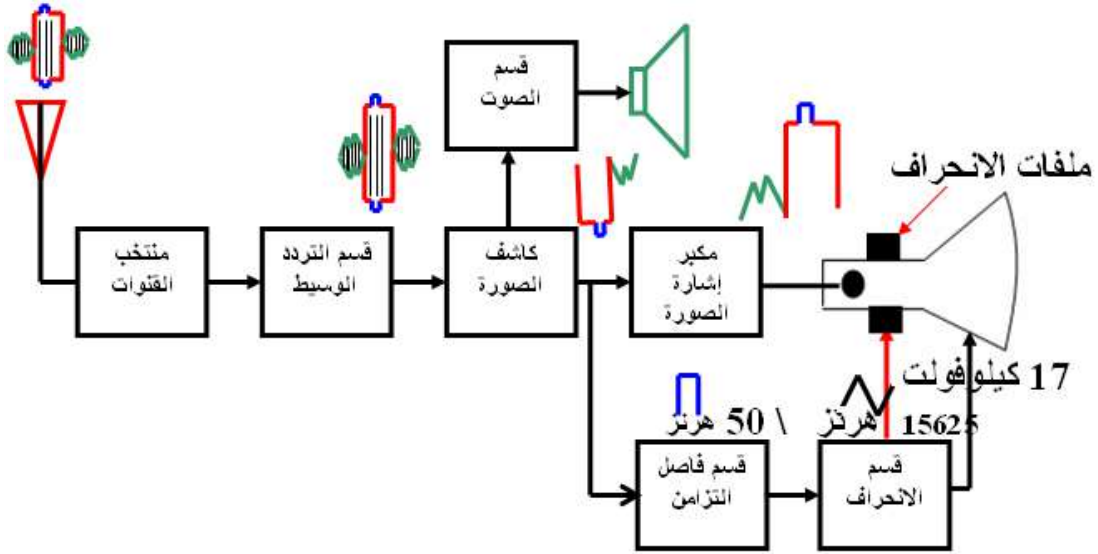 قسم
الصوت
ملفات الانحراف
منتخب
القنوات
قسم التردد
الوسيط
كاشف
الصورة
مكبر
إشارة
الصورة
17 كيلوفولت
15625 هرتز \ 50 هرتز
قسم فاصل
التزامن
قسم
الانحراف